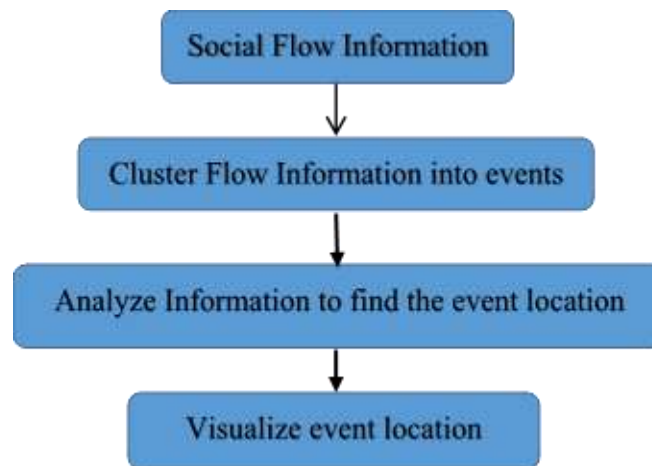 Social Flow Information
Cluster Flow Information into events
Analyze Information to find the event location
Visualize event location